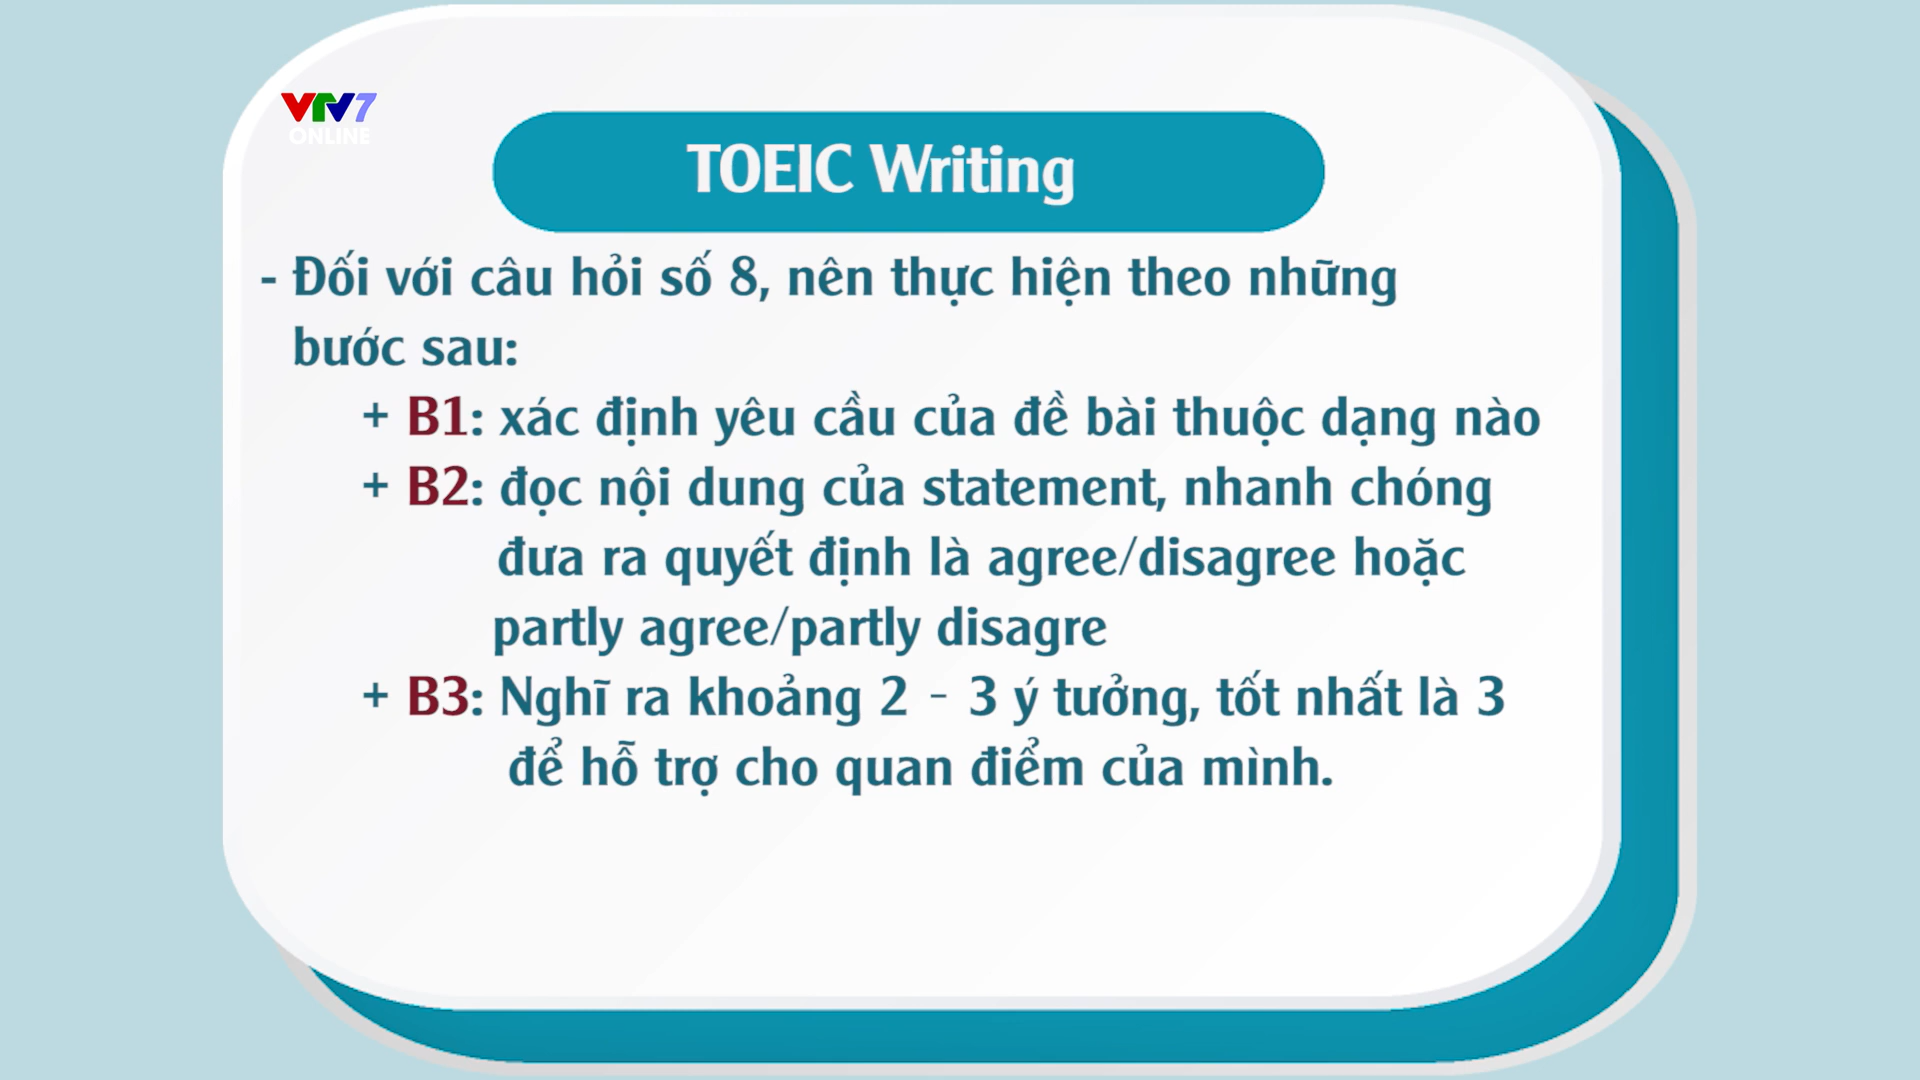 VTV7
ONLINE
TOEIC Writing
- Đối với câu hỏi số 8, nên thực hiện theo những
bước sau:
+ B1: xác định yêu cầu của đề bài thuộc dạng nào
+ B2: đọc nội dung của statement, nhanh chóng
đưa ra quyết định là agree/disagree hoặc
partly agree/partly disagre
+ B3: Nghĩ ra khoảng 2 - 3 ý tưởng, tốt nhất là 3
để hỗ trợ cho quan điểm của mình.